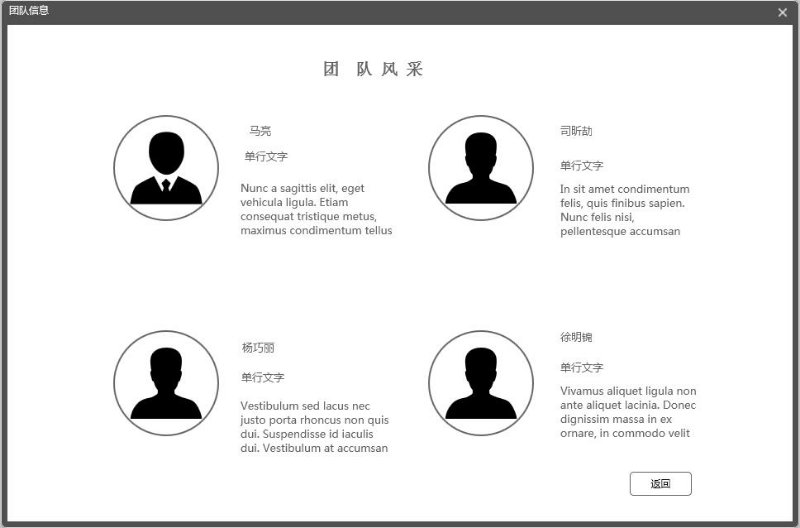 团队信息
团 队 风 采
马亮
单行文字
Nunc a sagittis elit, eget
vehicula ligula. Etiam
consequat tristique metus,
maximus condimentum tellus
司昕劼
单行文字
In sit amet condimentum
felis, quis finibus sapien.
Nunc felis nisi,
pellentesque accumsan
杨巧丽
单行文字
Vestibulum sed lacus nec
justo porta rhoncus non quis
dui. Suspendisse id iaculis
dui. Vestibulum at accumsan
徐明锦
单行文字
Vivamus aliquet ligula non
ante aliquet lacinia. Donec
dignissim massa in ex
ornare, in commodo velit
返回